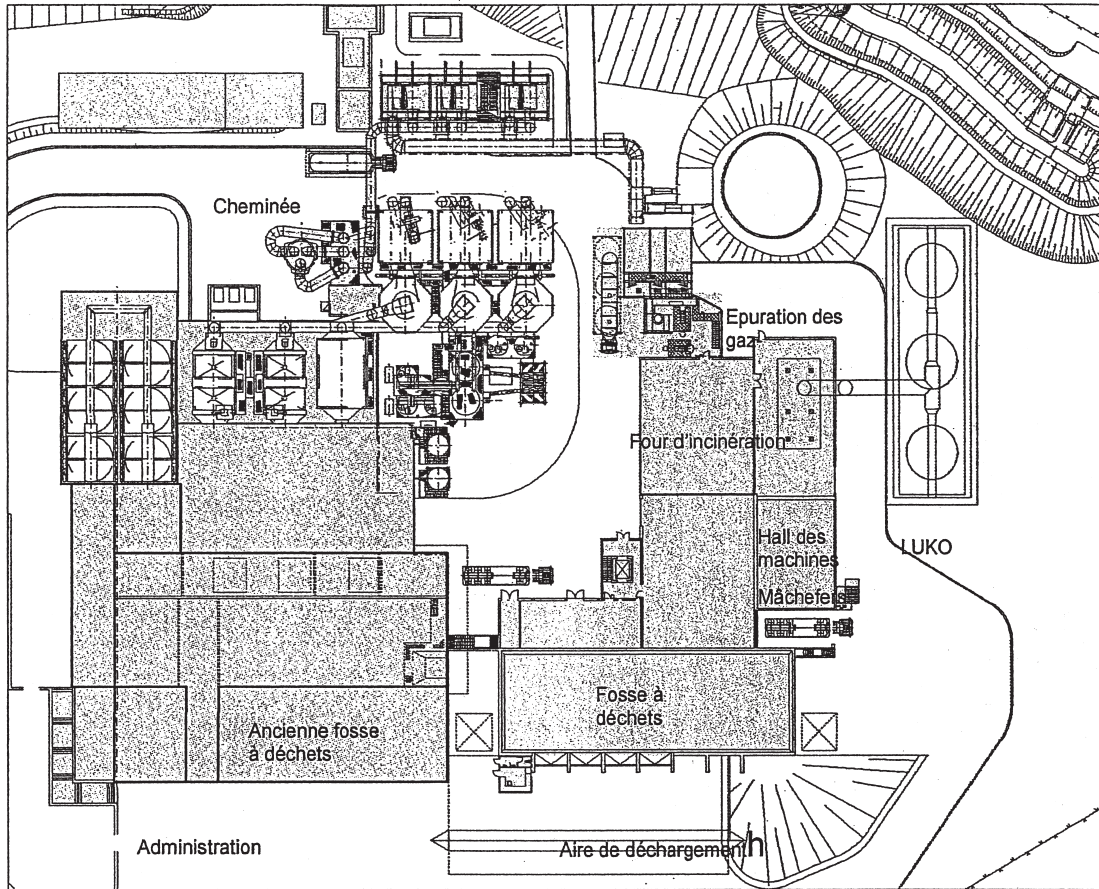 Cheminée
Epuration des
gaz
Four d'incinération
Hall des
machines
Mâchefers
LUKO
Fosse à
déchets
Ancienne fosse
à déchets
Administration
Aire de déchargement h